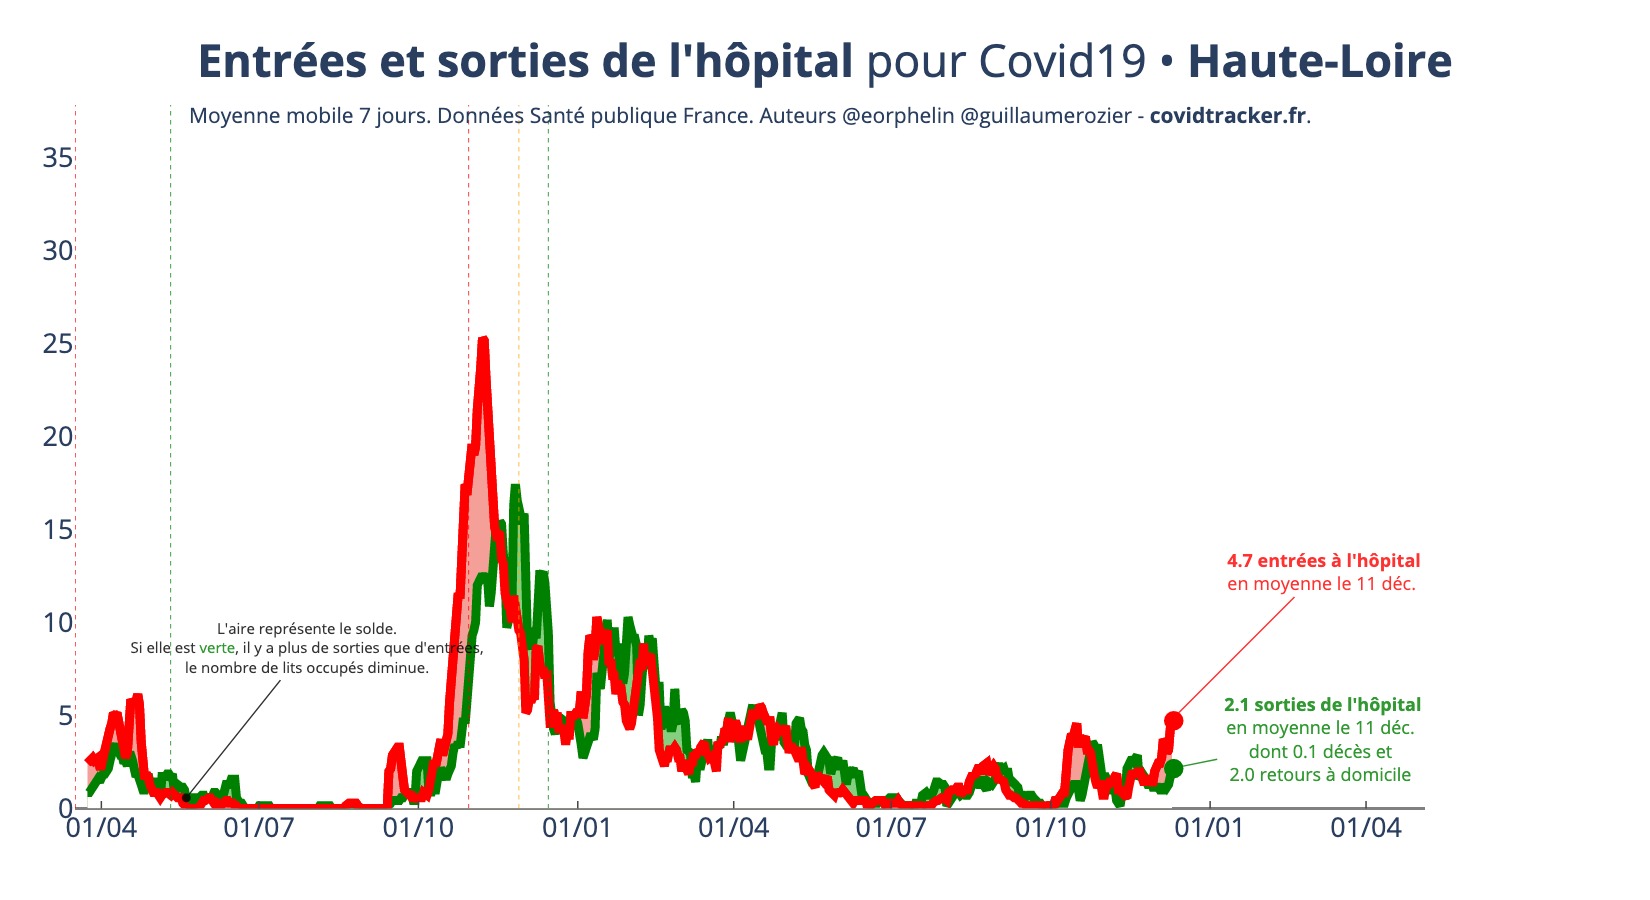 Entrées et sorties de l'hôpital pour Covid19 • Haute-Loire
Moyenne mobile 7 jours. Données Santé publique France. Auteurs @eorphelin @guillaumerozier - covidtracker.fr.
35
30
25
20
15
10
5
0
L'aire représente le solde.
Si elle est verte, il y a plus de sorties que d'entrées,
le nombre de lits occupés diminue.
4.7 entrées à l'hôpital
en moyenne le 11 déc.
2.1 sorties de l'hôpital
en moyenne le 11 déc.
dont 0.1 décès et
2.0 retours à domicile
01/04 01/07 01/10 01/01 01/04 01/07 01/10 01/01 01/04